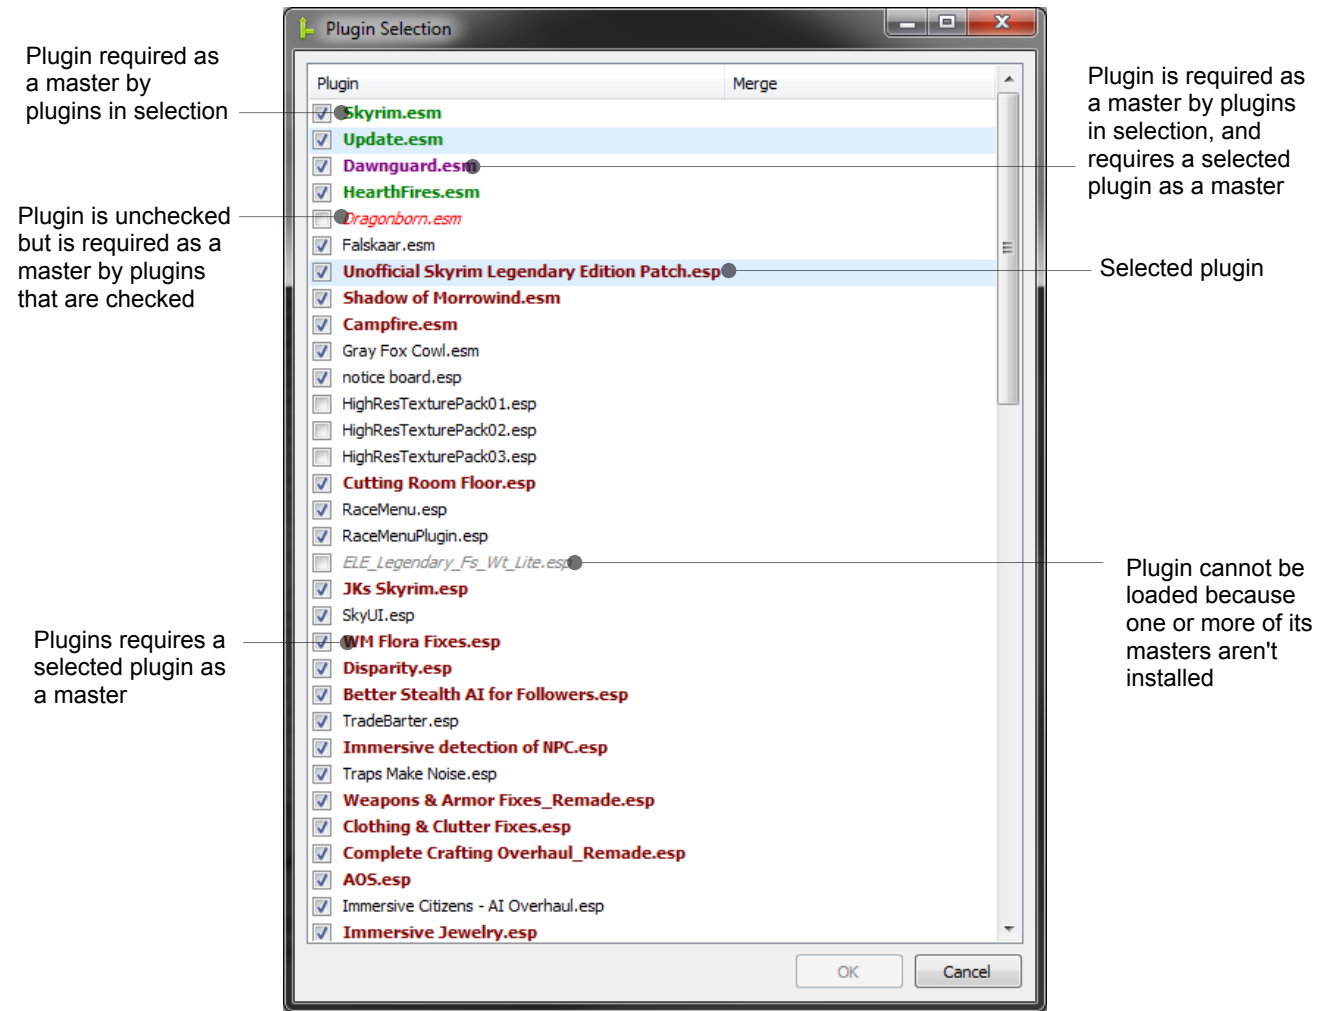 Plugin Selection
Plugin required as
a master by
plugins in selection
Plugin is unchecked
but is required as a
master by plugins
that are checked
Plugins requires a
selected plugin as
a master
Plugin
Merge
Skyrim.esm
Update.esm
Dawnguard.esm
HearthFires.esm
Dragonborn.esm
Falskaar.esm
Unofficial Skyrim Legendary Edition Patch.esp
Shadow of Morrowind.esm
Campfire.esm
Gray Fox Cowl.esm
notice board.esp
HighResTexturePack01.esp
HighResTexturePack02.esp
HighResTexturePack03.esp
Cutting Room Floor.esp
RaceMenu.esp
RaceMenuPlugin.esp
ELE_Legendary_Fs_Wt_Lite.esp
JKs Skyrim.esp
SkyUI.esp
WM Flora Fixes.esp
Disparity.esp
Better Stealth AI for Followers.esp
TradeBarter.esp
Immersive detection of NPC.esp
Traps Make Noise.esp
Weapons & Armor Fixes_Remade.esp
Clothing & Clutter Fixes.esp
Complete Crafting Overhaul_Remade.esp
AOS.esp
Immersive Citizens - AI Overhaul.esp
Immersive Jewelry.esp
OK
Cancel
Plugin is required as
a master by plugins
in selection, and
requires a selected
plugin as a master
Selected plugin
Plugin cannot be
loaded because
one or more of its
masters aren't
installed